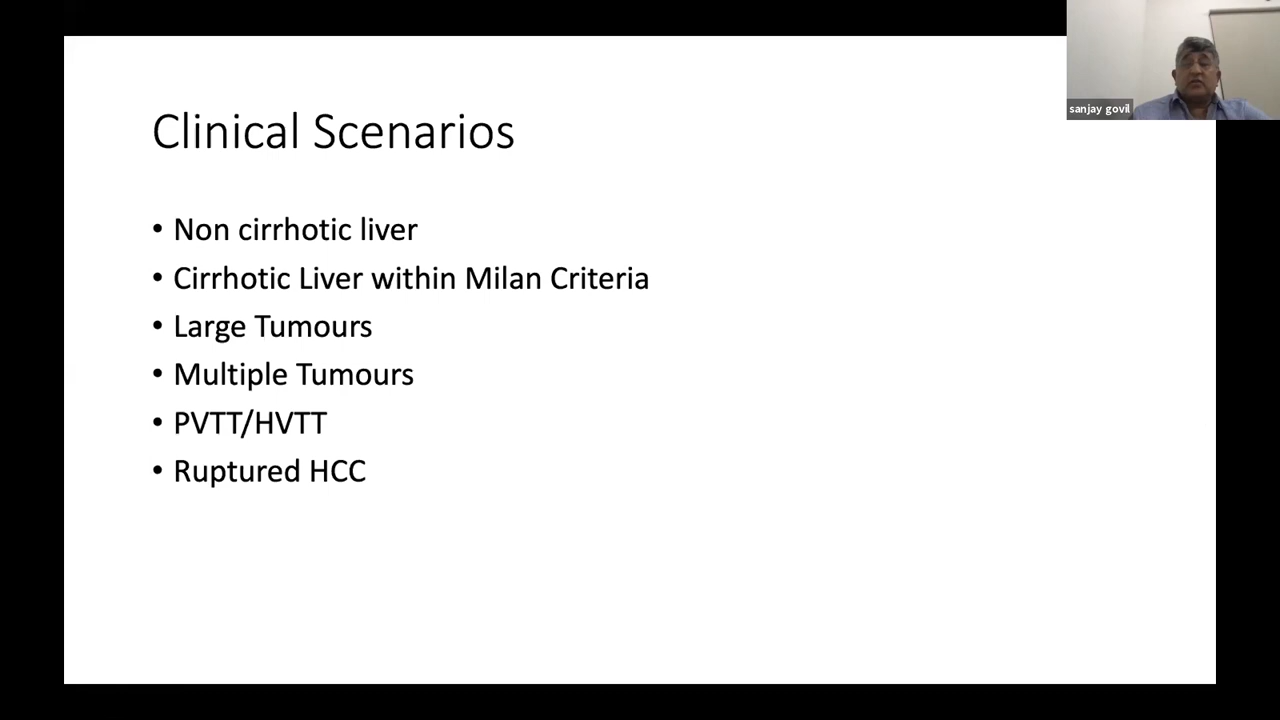 sanjay govil
Clinical Scenarios
• Non cirrhotic liver
• Cirrhotic Liver within Milan Criteria
• Large Tumours
• Multiple Tumours
• PVTT/HVTT
• Ruptured HCC